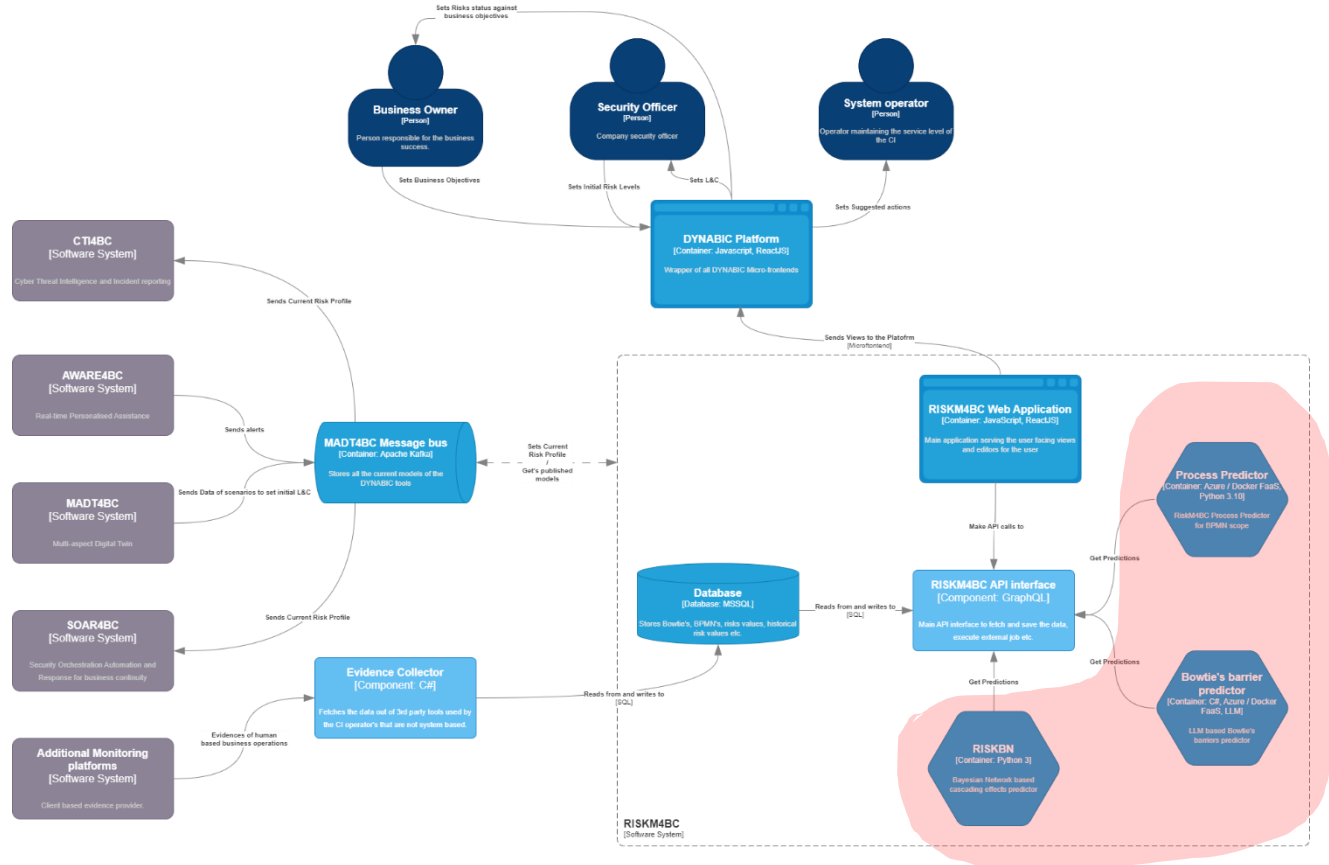 Sets Risks status against
business objectives
Business Owner
[Person]
Person responsible for the business
success.
Security Officer
[Person]
Company security officer
System operator
[Person]
Operator maintaining the service level of
the CI
Sets Business Objectives
Sets Initial Risk Levels
Sets L&C
Sets Suggested actions
DYNABIC Platform
[Container: Javascript, ReactJS]
Wrapper of all DYNABIC Micro-frontends
CTI4BC
[Software System]
Cyber Threat Intelligence and Incident reporting
Sends Current Risk Profile
Sends Views to the Platofrm
[Microftontend]
AWARE4BC
[Software System]
Real-time Personalised Assistance
Sends alerts
MADT4BC Message bus
[Container: Apache Kafka]
Stores all the current models of the
DYNABIC tools
Sets Current
Risk Profile
/
Get's published
models
RISKM4BC Web Application
[Container: JavaScript, ReactJS]
Main application serving the user facing views
and editors for the user
Process Predictor
[Container: Azure / Docker FaaS,
Python 3.10]
RiskM4BC Process Predictor
for BPMN scope
Sends Data of scenarios to set initial L&C
MADT4BC
[Software System]
Multi-aspect Digital Twin
Make API calls to
Get Predictions
Database
[Database: MSSQL]
Stores Bowtie's, BPMN's, risks values, historical
risk values etc.
Reads from and writes to
[SQL]
RISKM4BC API interface
[Component: GraphQL]
Main API interface to fetch and save the data,
execute external job etc.
Sends Current Risk Profile
SOAR4BC
[Software System]
Security Orchestration Automation and
Response for business continuity
Evidence Collector
[Component: C#]
Fetches the data out of 3rd party tools used by
the CI operator's that are not system based.
Reads from and writes to
[SQL]
Get Predictions
Get Predictions
Bowtie's barrier
predictor
[Container: C#, Azure / Docker
FaaS, LLM]
LLM based Bowtie's
barriers predictor
Evidences of human
based business operations
Additional Monitoring
platforms
[Software System]
Client based evidence provider.
RISKBN
[Container: Python 3]
Bayesian Network based
cascading effects predictor
RISKM4BC
[Software System]